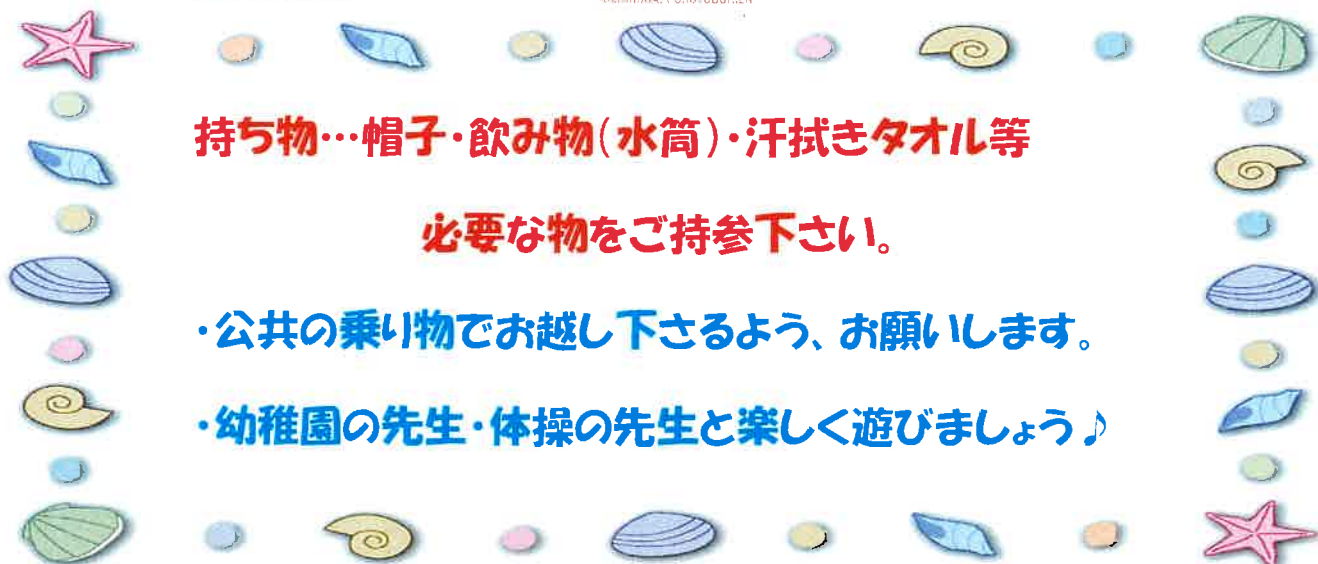 持ち物…帽子・飲み物(水筒)・汗拭きタオル等
必要な物をご持参下さい。
・公共の乗り物でお越し下さるよう、お願いします。
・幼稚園の先生・体操の先生と楽しく遊びましょう♪